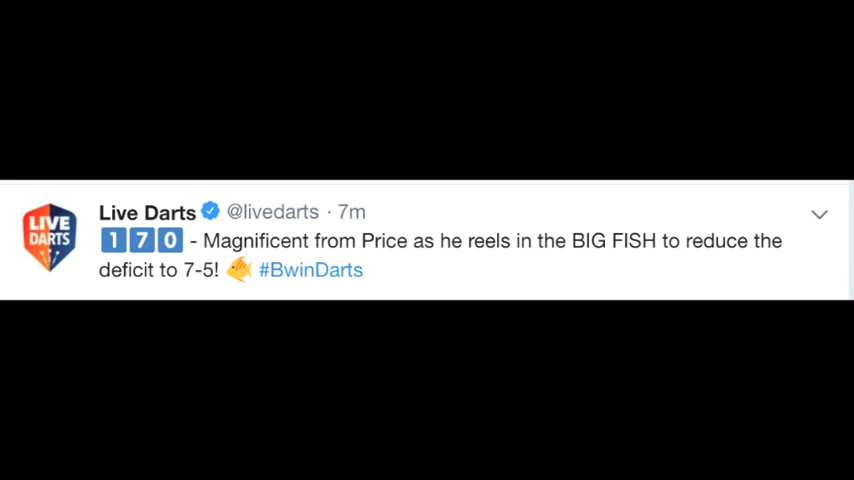 LIVE
DARTS
Live Darts @livedarts · 7m
170 - Magnificent from Price as he reels in the BIG FISH to reduce the
deficit to 7-5! 🐠 #BwinDarts